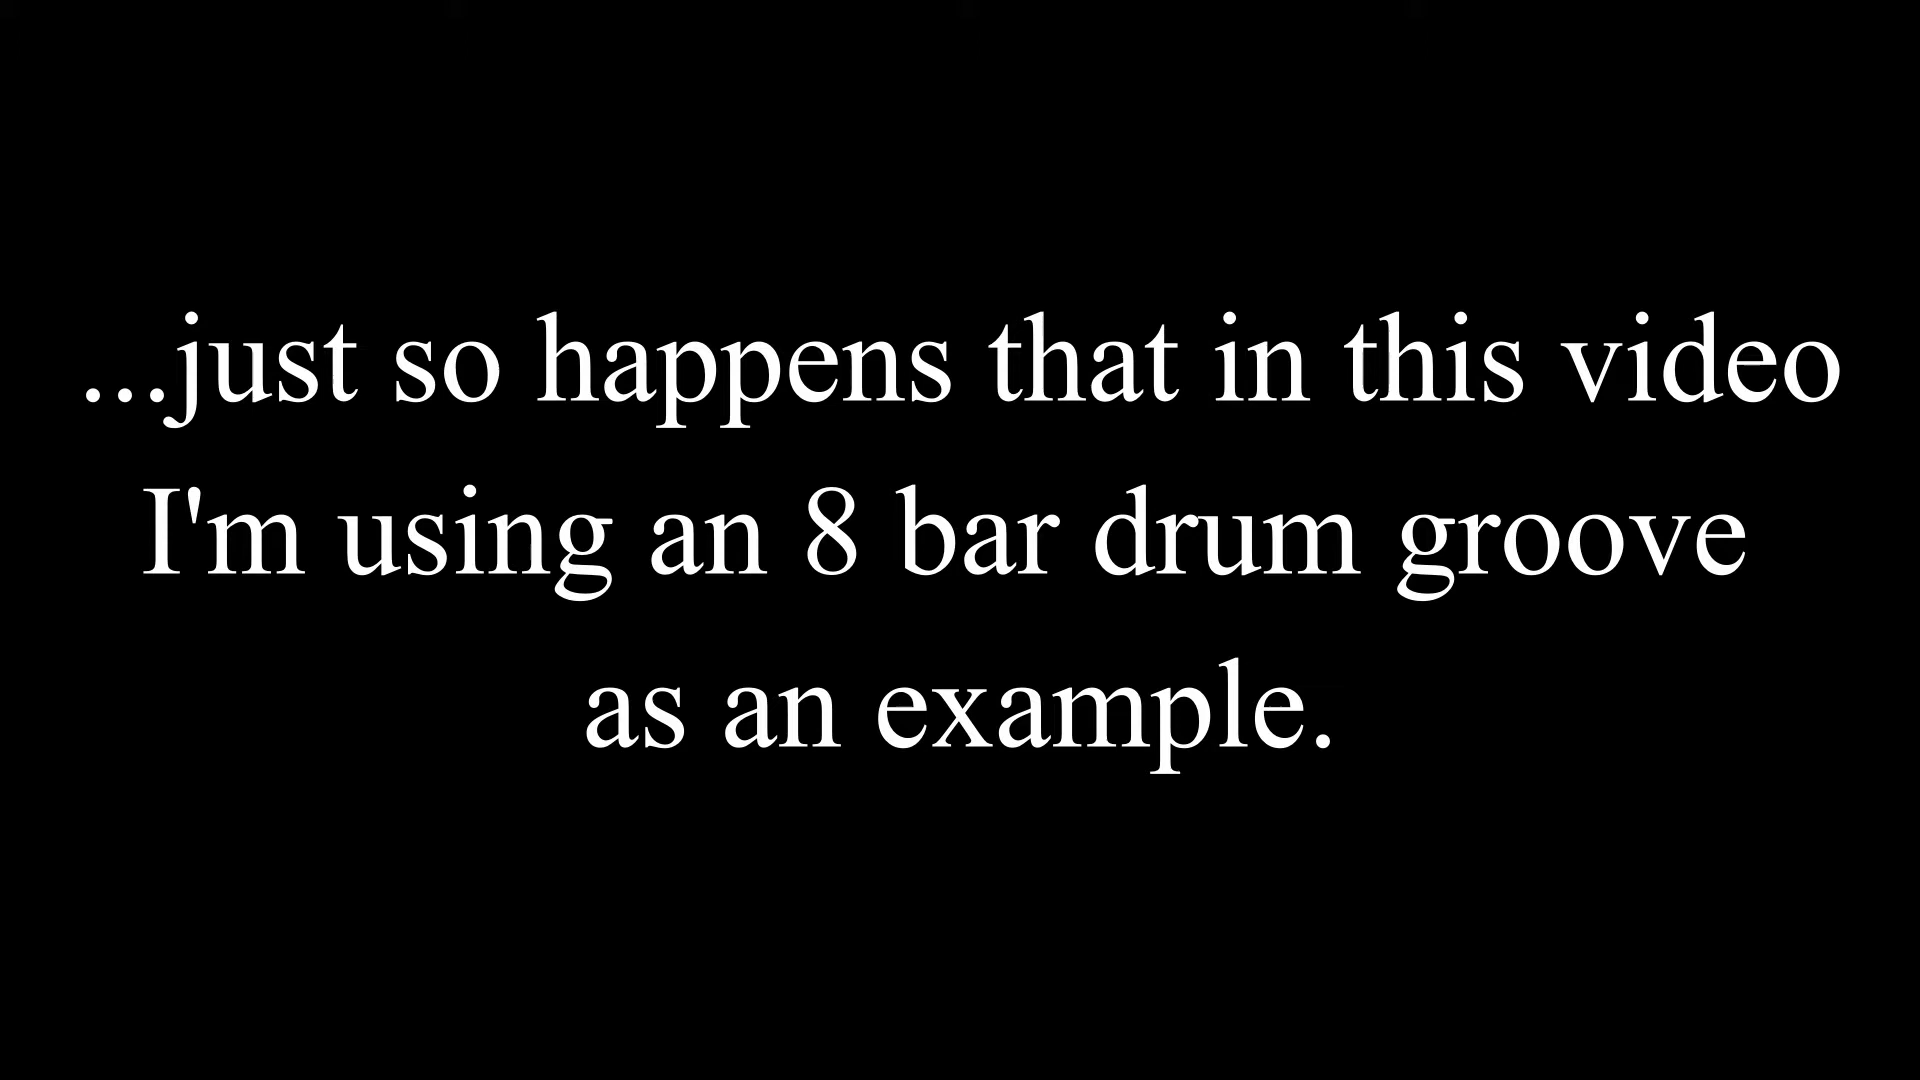 ...just so happens that in this video
I'm using an 8 bar drum groove
as an example.